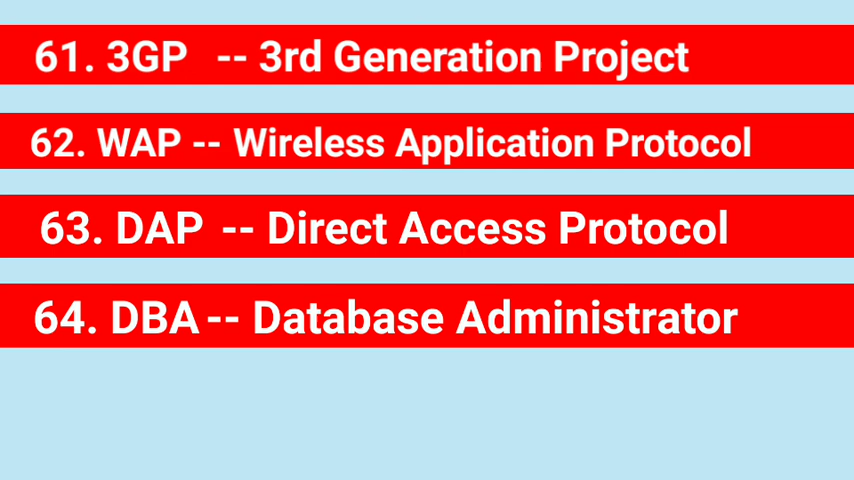 61. 3GP -- 3rd Generation Project
62. WAP -- Wireless Application Protocol
63. DAP -- Direct Access Protocol
64. DBA -- Database Administrator